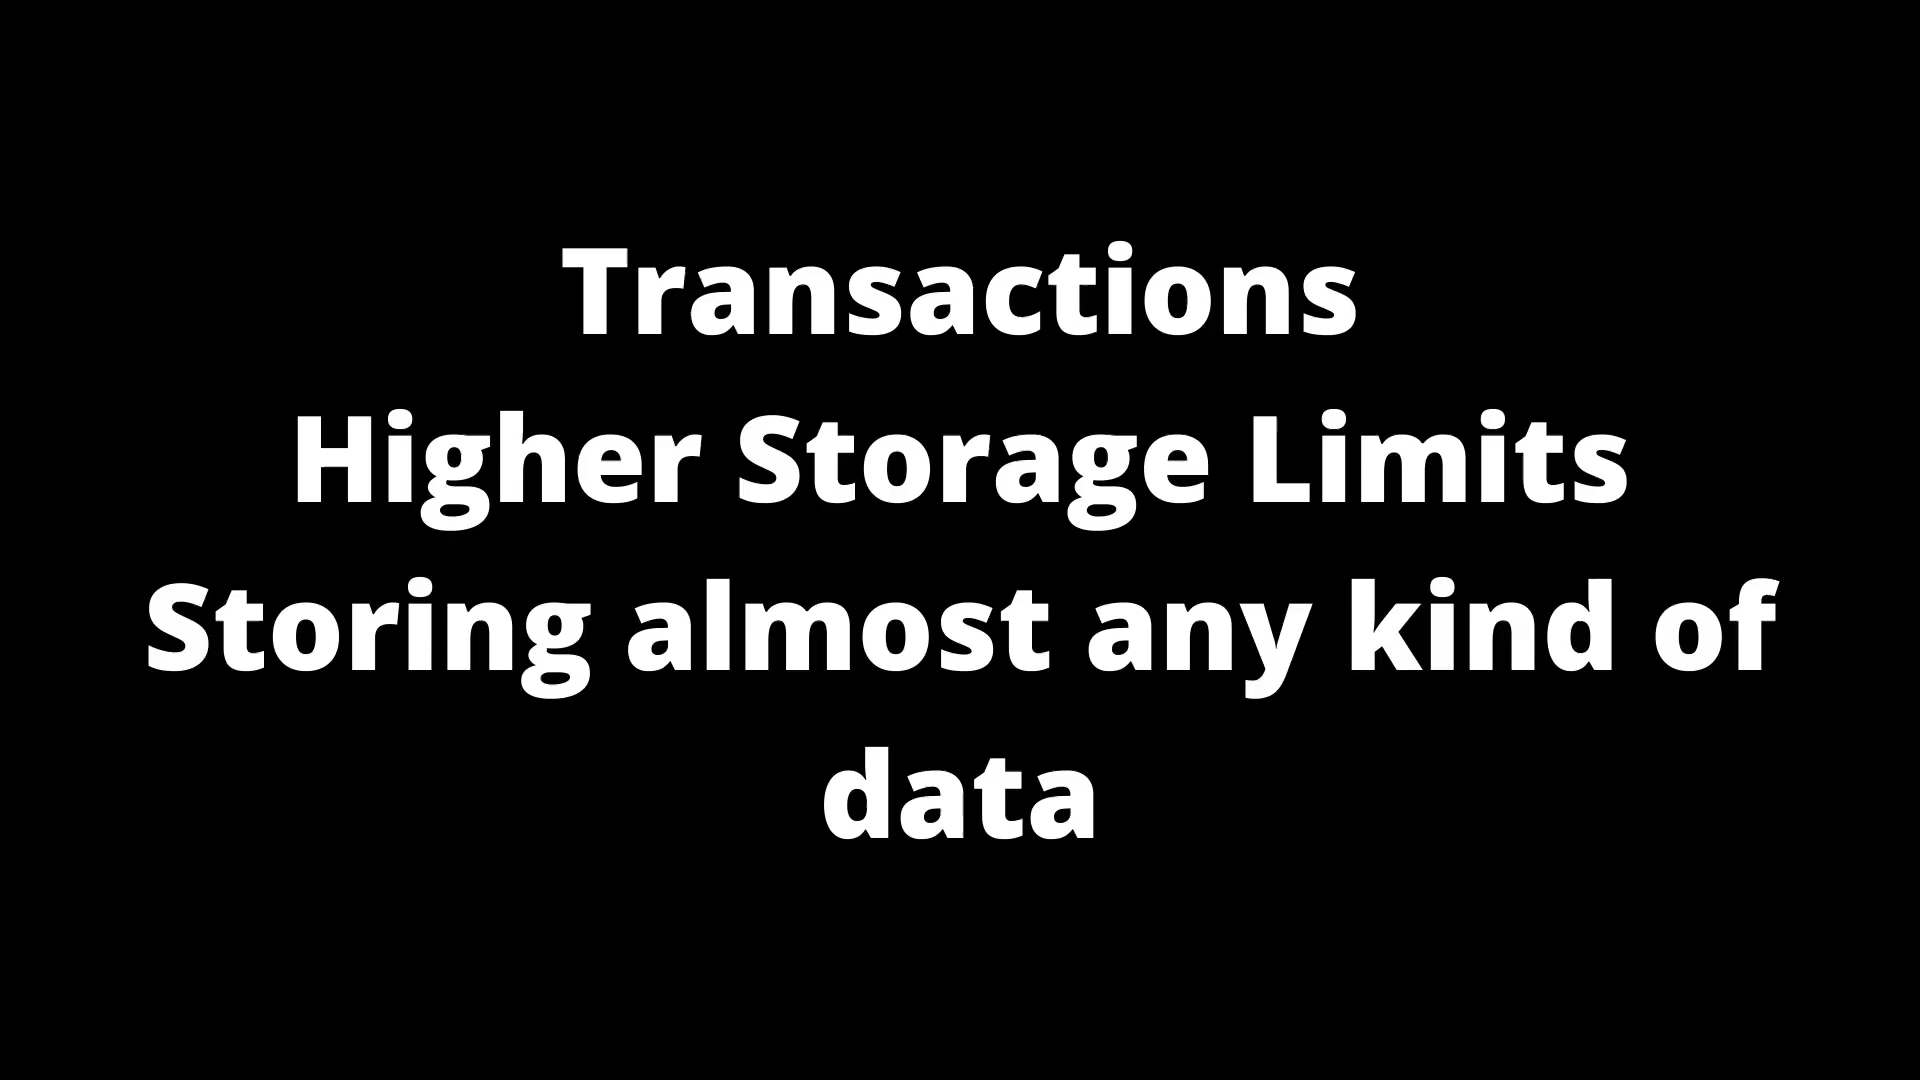 Transactions
Higher Storage Limits
Storing almost any kind of
data